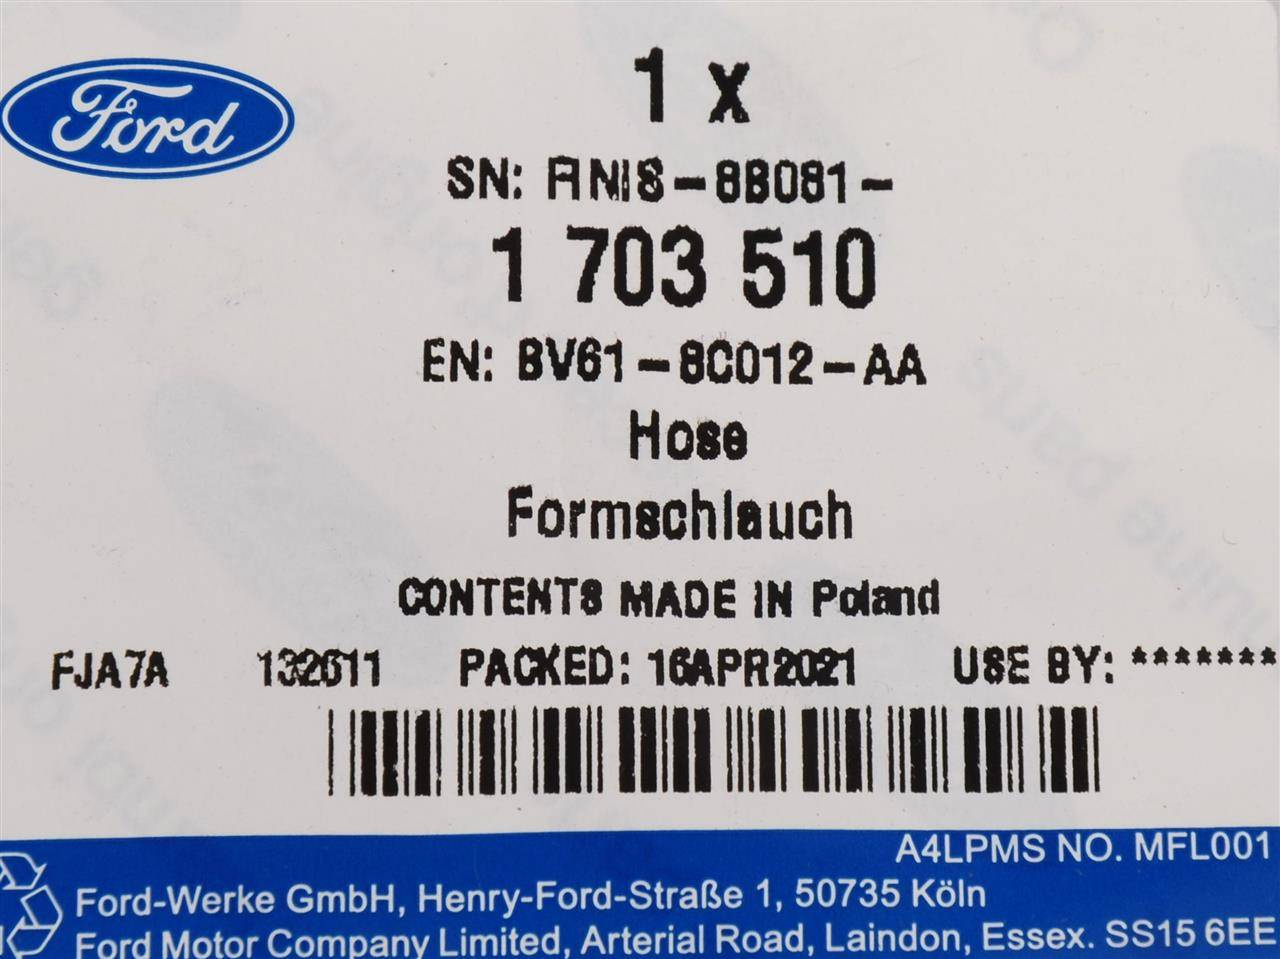 Ford
1 x
SN: FINIS-8B081-
1 703 510
EN: BV61-8C012-AA
Hose
Formschlauch
CONTENTS MADE IN Poland
FJA7A 132611 PACKED: 16APR2021 USE BY: *******
A4LPMS NO. MFL001
Ford-Werke GmbH, Henry-Ford-Straße 1, 50735 Köln
Ford Motor Company Limited, Arterial Road, Laindon, Essex. SS15 6EE